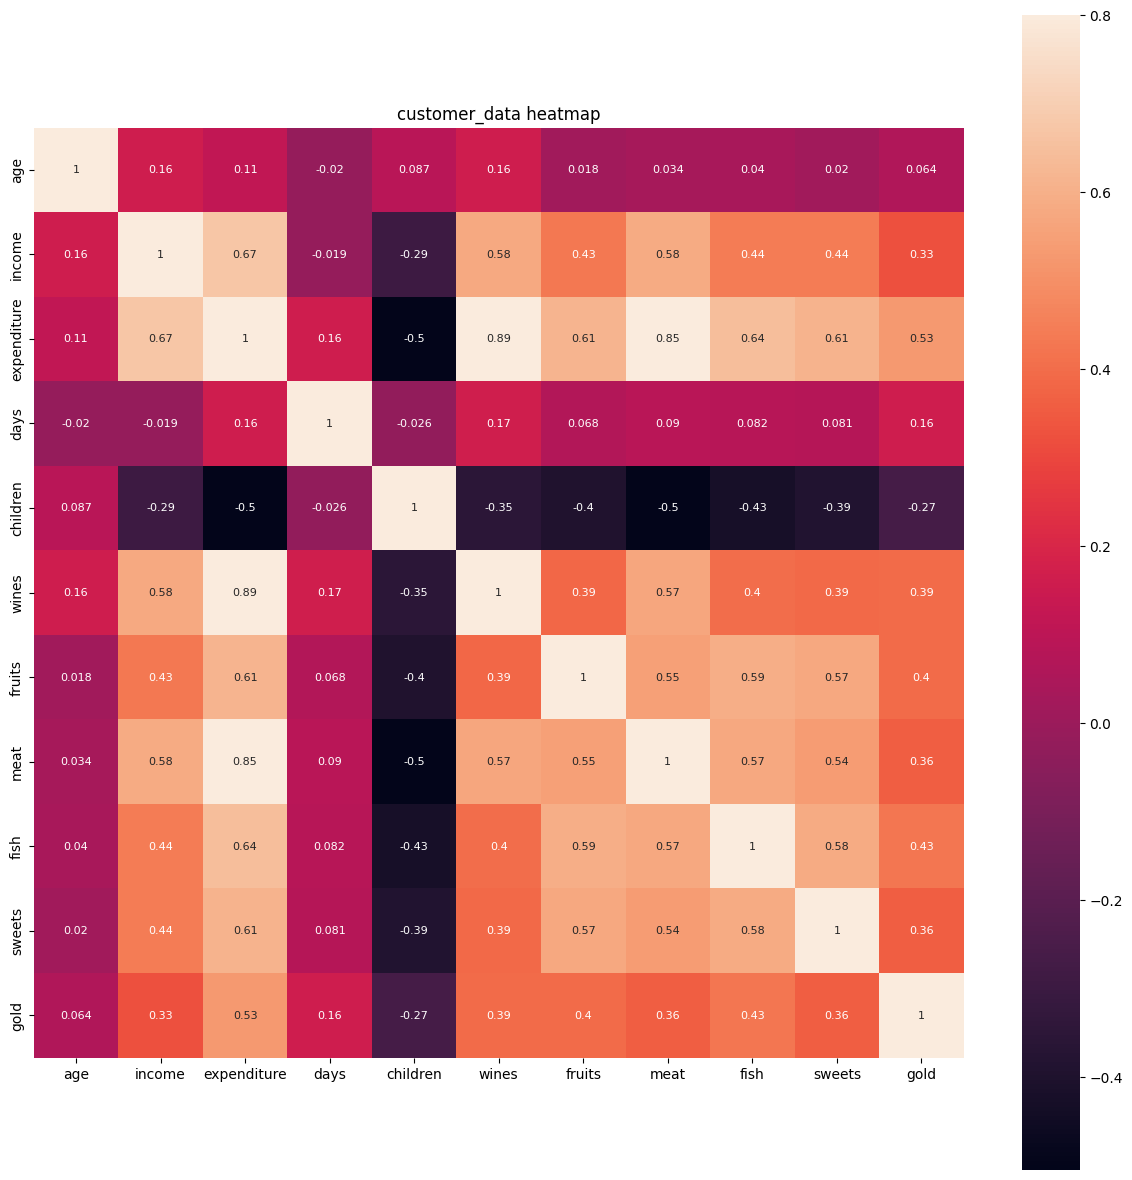 customer_data heatmap
age 1 0.16 0.11 -0.02 0.087 0.16 0.018 0.034 0.04 0.02 0.064
income 0.16 1 0.67 -0.019 -0.29 0.58 0.43 0.58 0.44 0.44 0.33
expenditure 0.11 0.67 1 0.16 -0.5 0.89 0.61 0.85 0.64 0.61 0.53
days -0.02 -0.019 0.16 1 -0.026 0.17 0.068 0.09 0.082 0.081 0.16
children 0.087 -0.29 -0.5 -0.026 1 -0.35 -0.4 -0.5 -0.43 -0.39 -0.27
wines 0.16 0.58 0.89 0.17 -0.35 1 0.39 0.57 0.4 0.39 0.39
fruits 0.018 0.43 0.61 0.068 -0.4 0.39 1 0.55 0.59 0.57 0.4
meat 0.034 0.58 0.85 0.09 -0.5 0.57 0.55 1 0.57 0.54 0.36
fish 0.04 0.44 0.64 0.082 -0.43 0.4 0.59 0.57 1 0.58 0.43
sweets 0.02 0.44 0.61 0.081 -0.39 0.39 0.57 0.54 0.58 1 0.36
gold 0.064 0.33 0.53 0.16 -0.27 0.39 0.4 0.36 0.43 0.36 1
age income expenditure days children wines fruits meat fish sweets gold
0.8
0.6
0.4
0.2
0.0
−0.2
−0.4